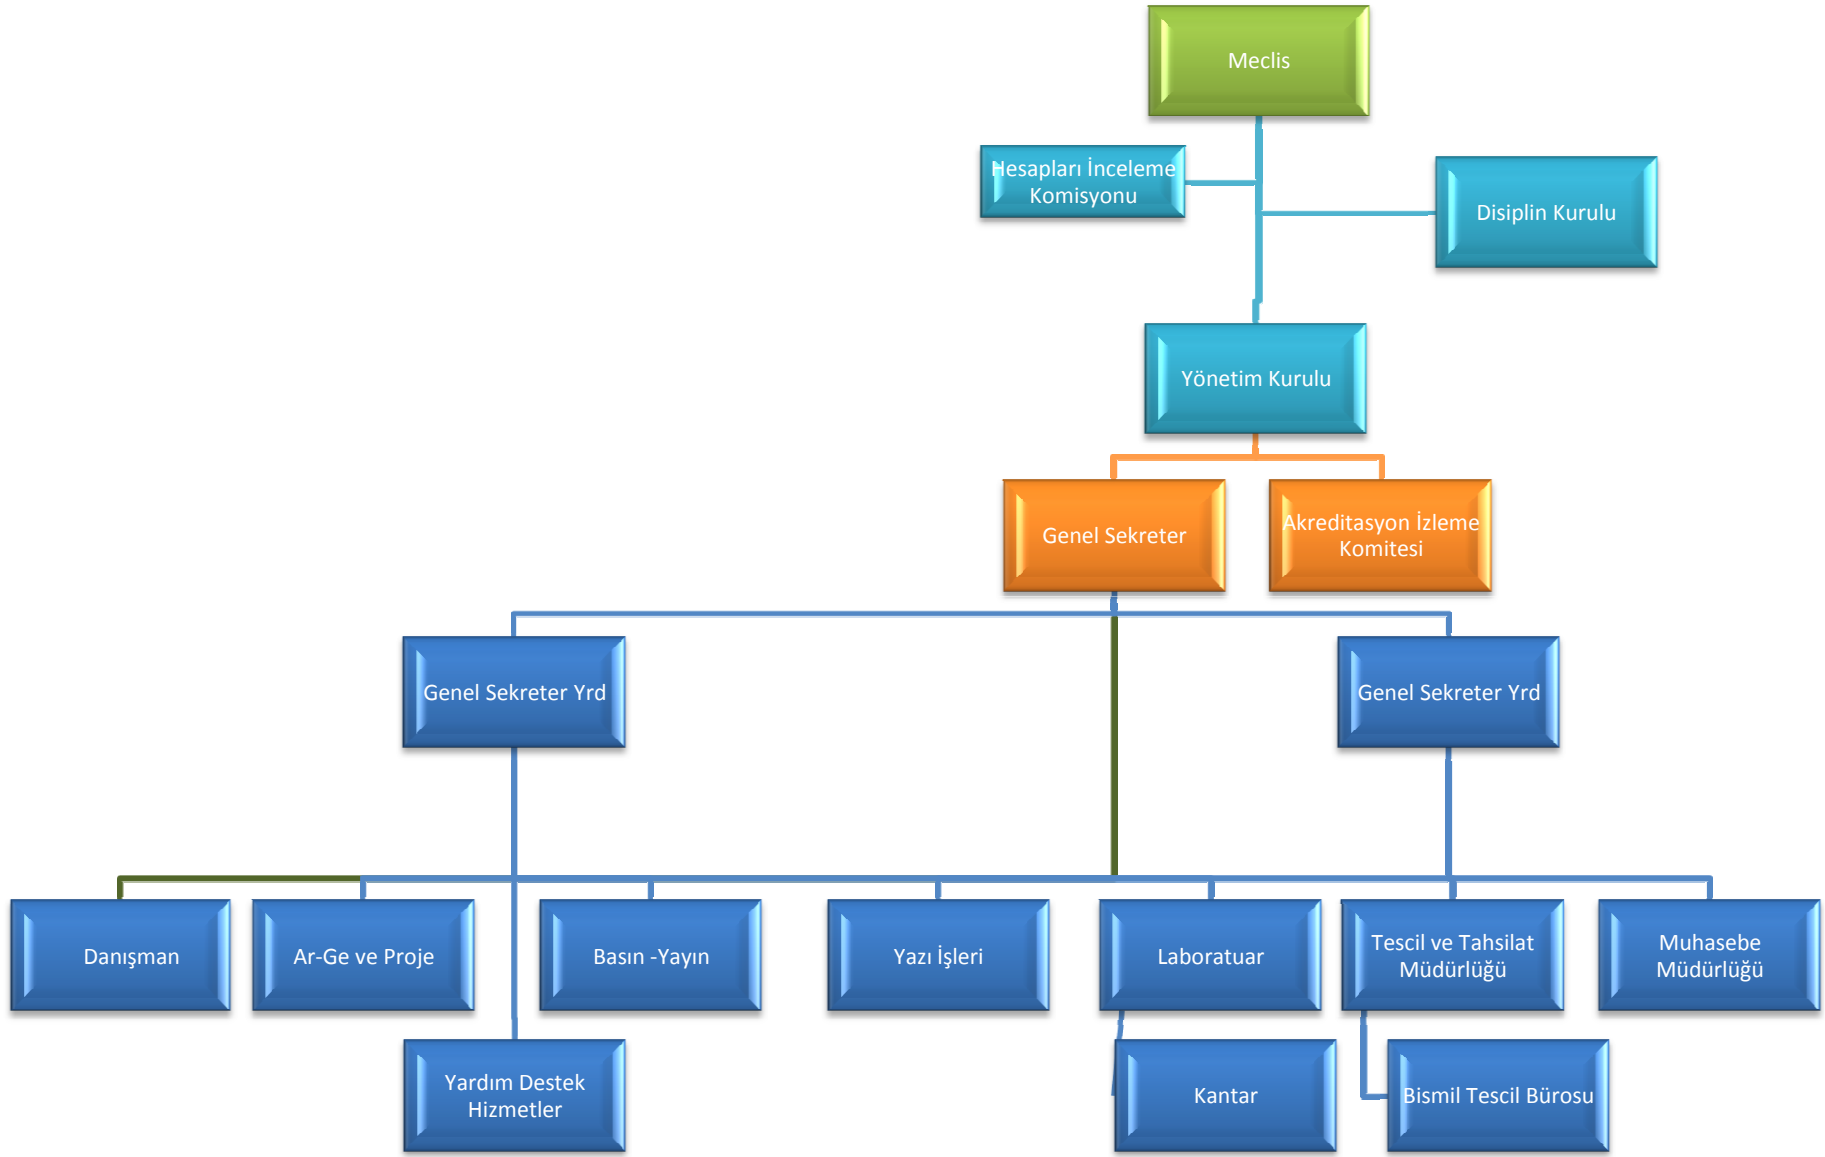 Meclis
Hesapları İnceleme
Komisyonu
Disiplin Kurulu
Yönetim Kurulu
Genel Sekreter
Akreditasyon İzleme
Komitesi
Genel Sekreter Yrd
Genel Sekreter Yrd
Danışman
Ar-Ge ve Proje
Basın -Yayın
Yazı İşleri
Laboratuar
Tescil ve Tahsilat
Müdürlüğü
Muhasebe
Müdürlüğü
Yardım Destek
Hizmetler
Kantar
Bismil Tescil Bürosu